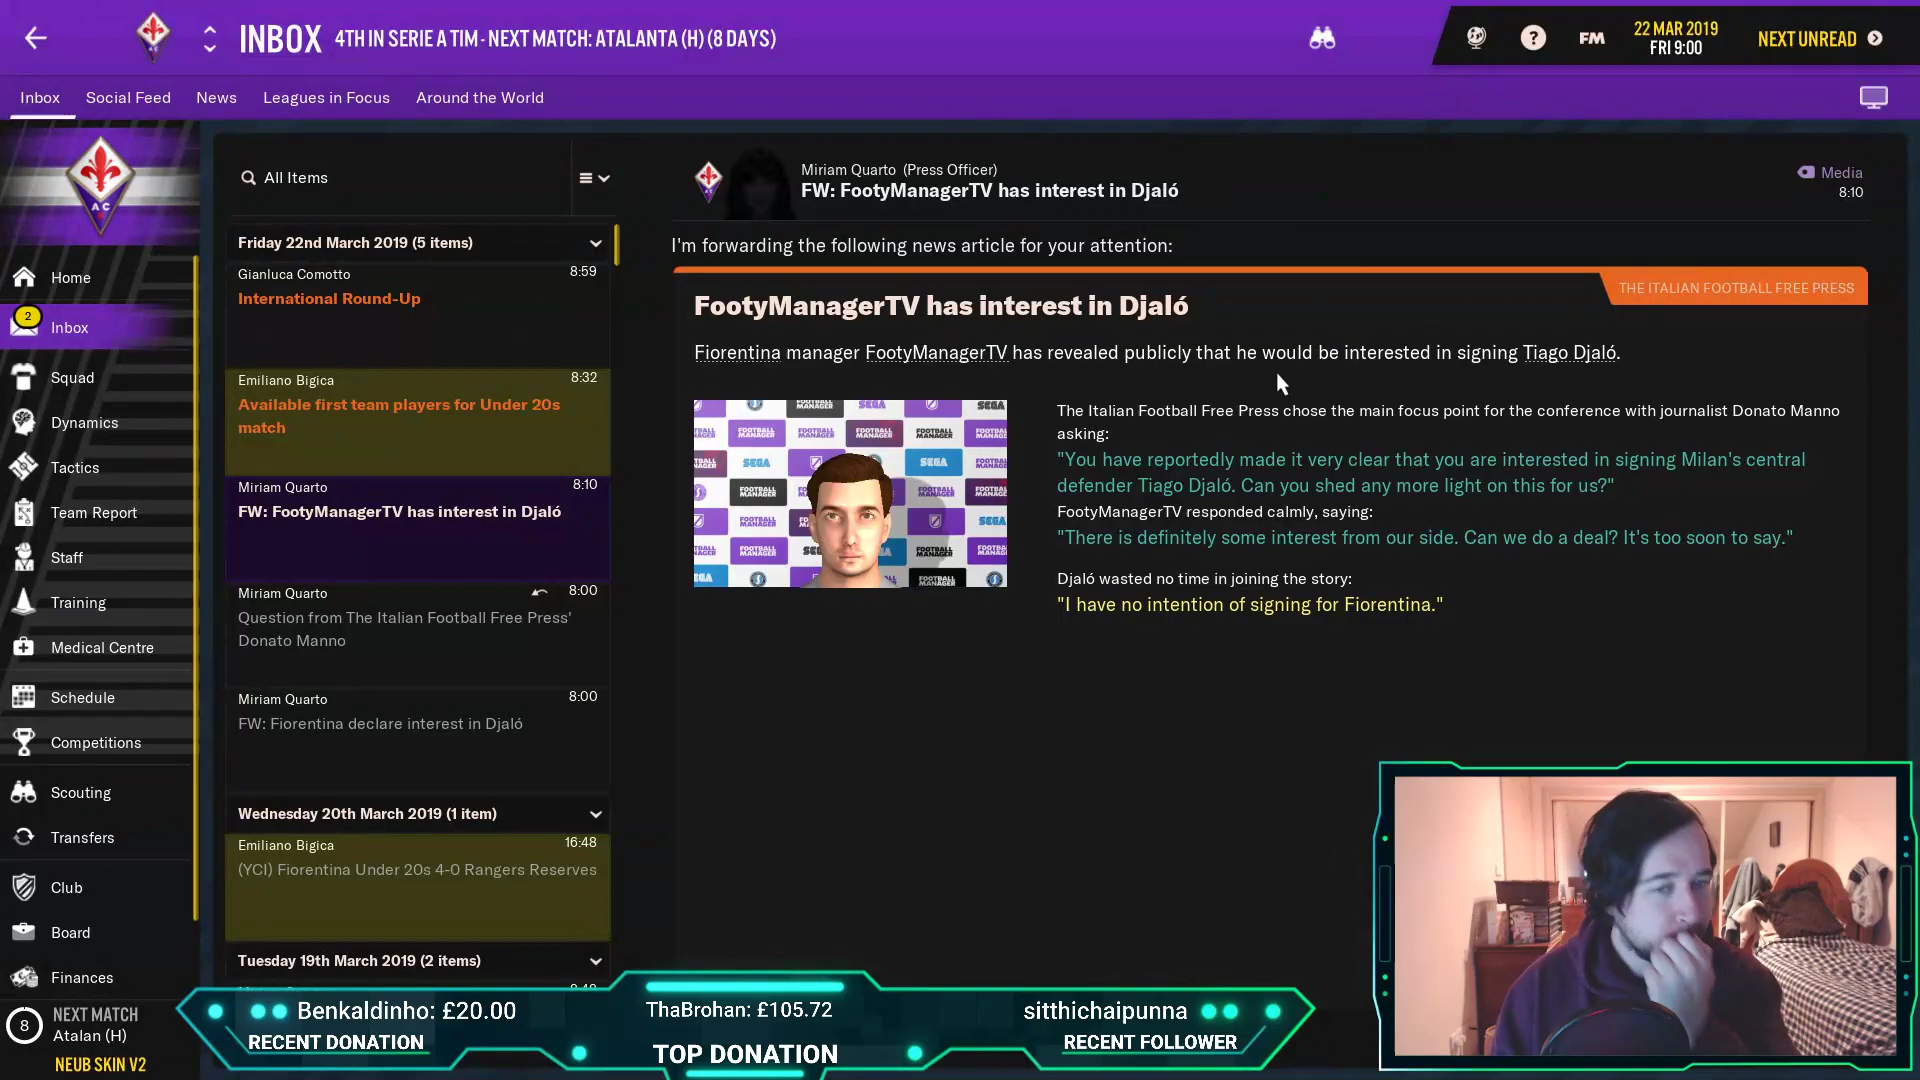 INBOX
4TH IN SERIE A TIM - NEXT MATCH: ATALANTA (H) (8 DAYS)
?
FM
22 MAR 2019
FRI 9:00
NEXT UNREAD
Inbox
Social Feed
News
Leagues in Focus
Around the World
A C
Home
2
Inbox
Squad
Dynamics
Tactics
Team Report
Staff
Training
Medical Centre
Schedule
Competitions
Scouting
Transfers
Club
Board
Finances
8
NEXT MATCH
Atalan (H)
NEUB SKIN V2
All Items
Friday 22nd March 2019 (5 items)
Gianluca Comotto
8:59
International Round-Up
Emiliano Bigica
8:32
Available first team players for Under 20s
match
Miriam Quarto
8:10
FW: FootyManagerTV has interest in Djaló
Miriam Quarto
8:00
Question from The Italian Football Free Press'
Donato Manno
Miriam Quarto
8:00
FW: Fiorentina declare interest in Djaló
Wednesday 20th March 2019 (1 item)
Emiliano Bigica
16:48
(YCI) Fiorentina Under 20s 4-0 Rangers Reserves
Tuesday 19th March 2019 (2 items)
Miriam Quarto (Press Officer)
FW: FootyManagerTV has interest in Djaló
Media
8:10
I'm forwarding the following news article for your attention:
THE ITALIAN FOOTBALL FREE PRESS
FootyManagerTV has interest in Djaló
Fiorentina manager FootyManagerTV has revealed publicly that he would be interested in signing Tiago Djaló.
FOOTBALL MANAGER
SEGA
The Italian Football Free Press chose the main focus point for the conference with journalist Donato Manno
asking:
"You have reportedly made it very clear that you are interested in signing Milan's central
defender Tiago Djaló. Can you shed any more light on this for us?"
FootyManagerTV responded calmly, saying:
"There is definitely some interest from our side. Can we do a deal? It's too soon to say."
Djaló wasted no time in joining the story:
"I have no intention of signing for Fiorentina."
Benkaldinho: £20.00
RECENT DONATION
ThaBrohan: £105.72
TOP DONATION
sitthichaipunna
RECENT FOLLOWER